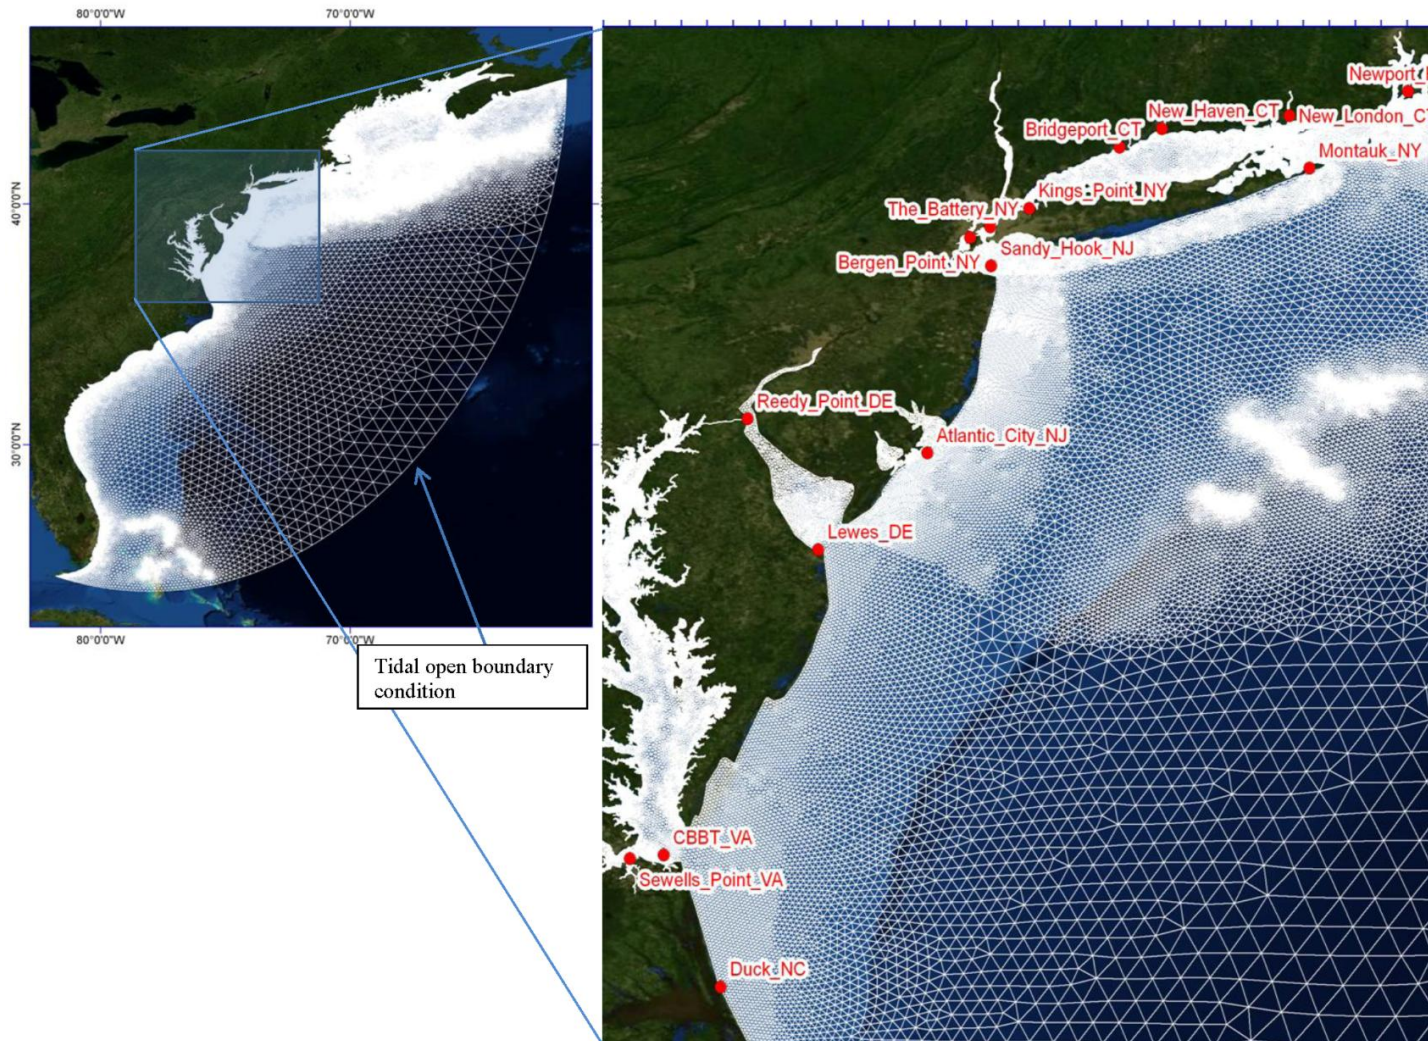 80°0'0"W
70°0'0"W
40°0'0"N
30°0'0"N
80°0'0"W
70°0'0"W
Tidal open boundary
condition
Newport_
New_Haven_CT
New_London_CT
Bridgeport_CT
Montauk_NY
Kings_Point_NY
The_Battery_NY
Sandy_Hook_NJ
Bergen_Point_NY
Reedy_Point_DE
Atlantic_City_NJ
Lewes_DE
CBBT_VA
Sewells_Point_VA
Duck_NC